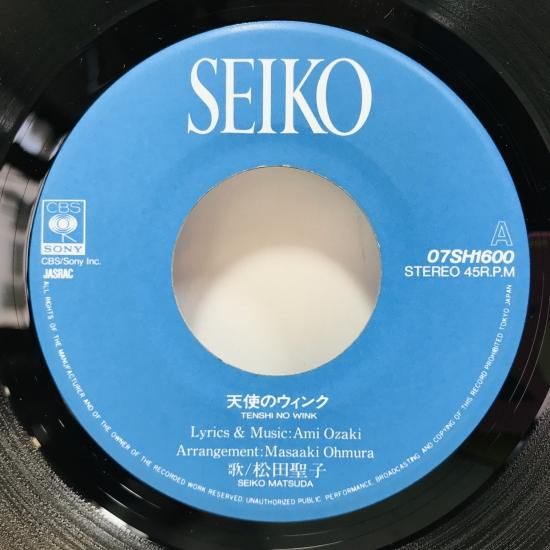 SEIKO
CBS
SONY
CBS/Sony Inc.
JASRAC
A
07SH1600
STEREO 45R.P.M
天使のウィンク
TENSHI NO WINK
Lyrics & Music:Ami Ozaki
Arrangement:Masaaki Ohmura
歌/松田聖子
SEIKO MATSUDA
ALL RIGHTS OF THE MANUFACTURER AND OF THE OWNER OF THE RECORDED WORK RESERVED. UNAUTHORIZED PUBLIC PERFORMANCE, BROADCASTING AND COPYING OF THIS RECORD PROHIBITED TOKYO JAPAN